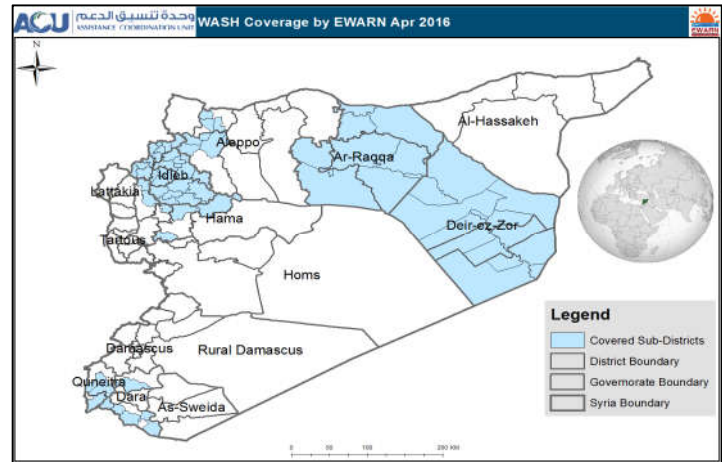 ACU
وحدة تنسيق الدعم
ASSISTANCE COORDINATION UNIT
WASH Coverage by EWARN Apr 2016
EWARN
N
Al-Hassakeh
Aleppo
Ar-Raqqa
Idleb
Lattakia
Hama
Deir-ez-Zor
Tartous
Homs
Damascus
Rural Damascus
Quneitra
Dara
As-Sweida
Legend
Covered Sub-Districts
District Boundary
Governorate Boundary
Syria Boundary
0 50 100 200 KM